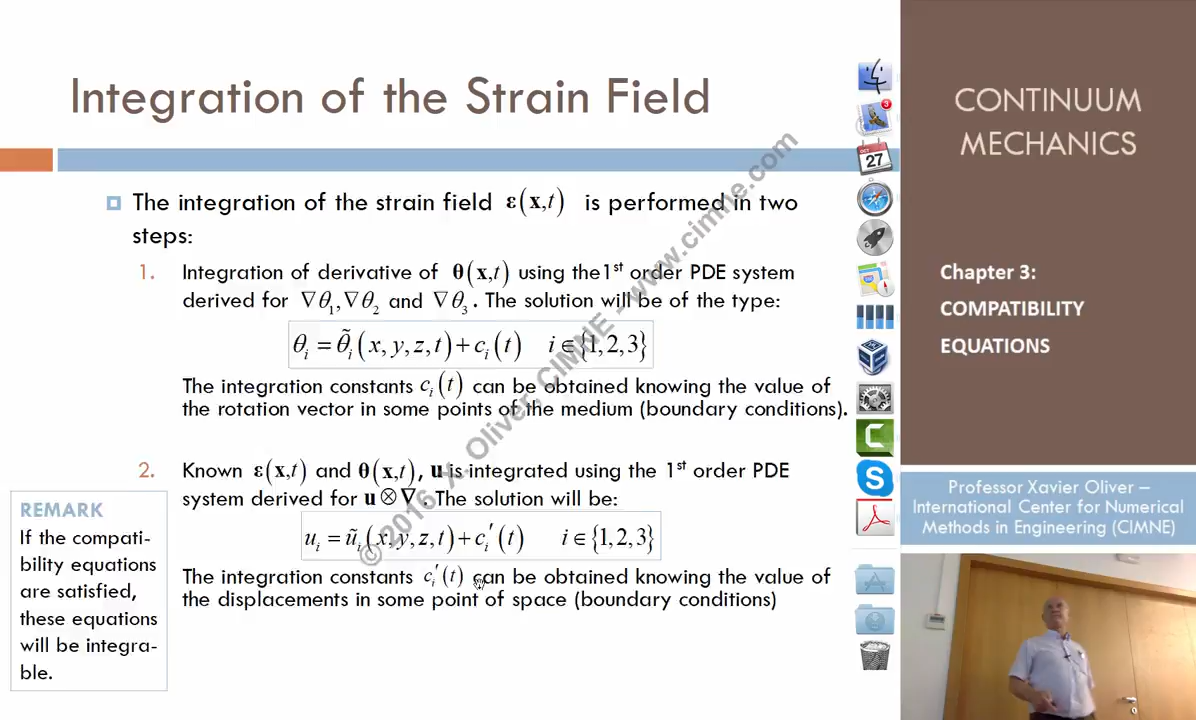 Integration of the Strain Field
The integration of the strain field ε(x,t) is performed in two
steps:
1. Integration of derivative of θ(x,t) using the 1st order PDE system
derived for ∇θ₁,∇θ₂ and ∇θ₃. The solution will be of the type:
θᵢ = θ̃ᵢ(x, y, z, t) + cᵢ(t) i ∈ {1, 2, 3}
The integration constants cᵢ(t) can be obtained knowing the value of
the rotation vector in some points of the medium (boundary conditions).
2. Known ε(x,t) and θ(x,t), u is integrated using the 1st order PDE
system derived for u ⊗ ∇. The solution will be:
uᵢ = ũᵢ(x, y, z, t) + cᵢ′(t) i ∈ {1, 2, 3}
The integration constants cᵢ′(t) can be obtained knowing the value of
the displacements in some point of space (boundary conditions)
REMARK
If the compati-
bility equations
are satisfied,
these equations
will be integra-
ble.
© 2016 X. Oliver, CIMNE - www.cimne.com
3
OCT
27
C
S
CONTINUUM
MECHANICS
Chapter 3:
COMPATIBILITY
EQUATIONS
Professor Xavier Oliver –
International Center for Numerical
Methods in Engineering (CIMNE)